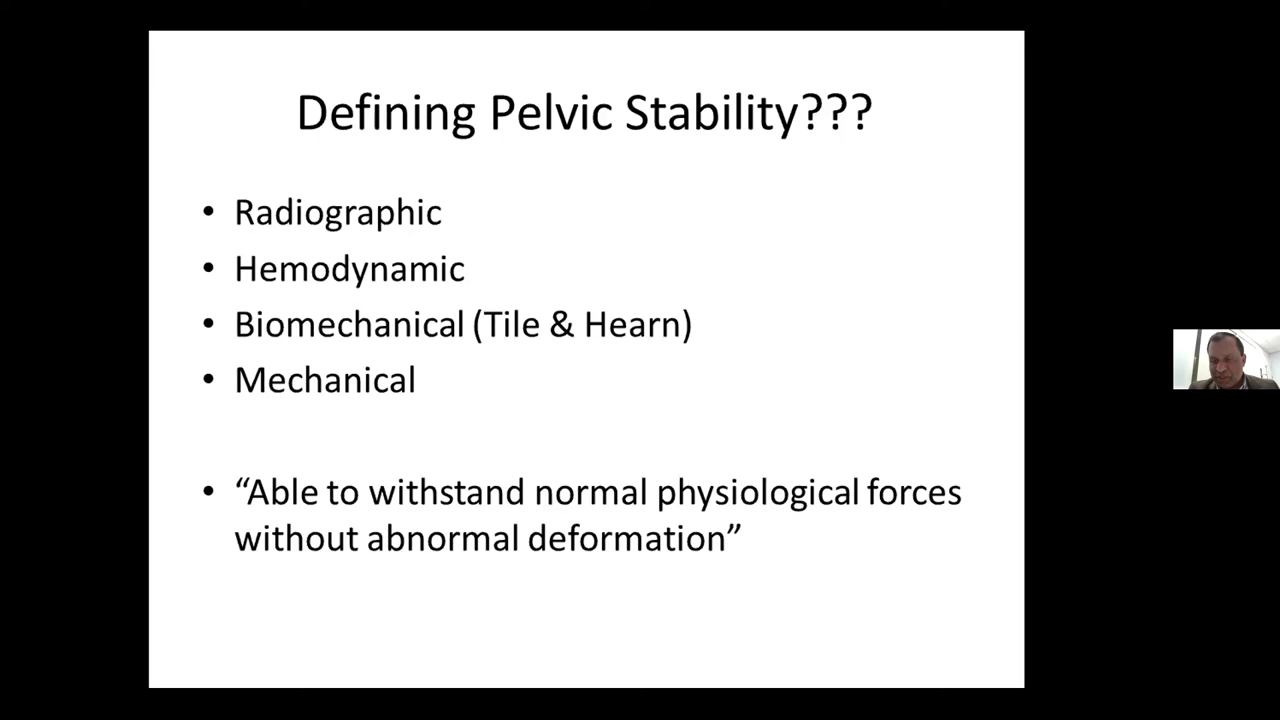 Defining Pelvic Stability???
• Radiographic
• Hemodynamic
• Biomechanical (Tile & Hearn)
• Mechanical
• “Able to withstand normal physiological forces
without abnormal deformation”